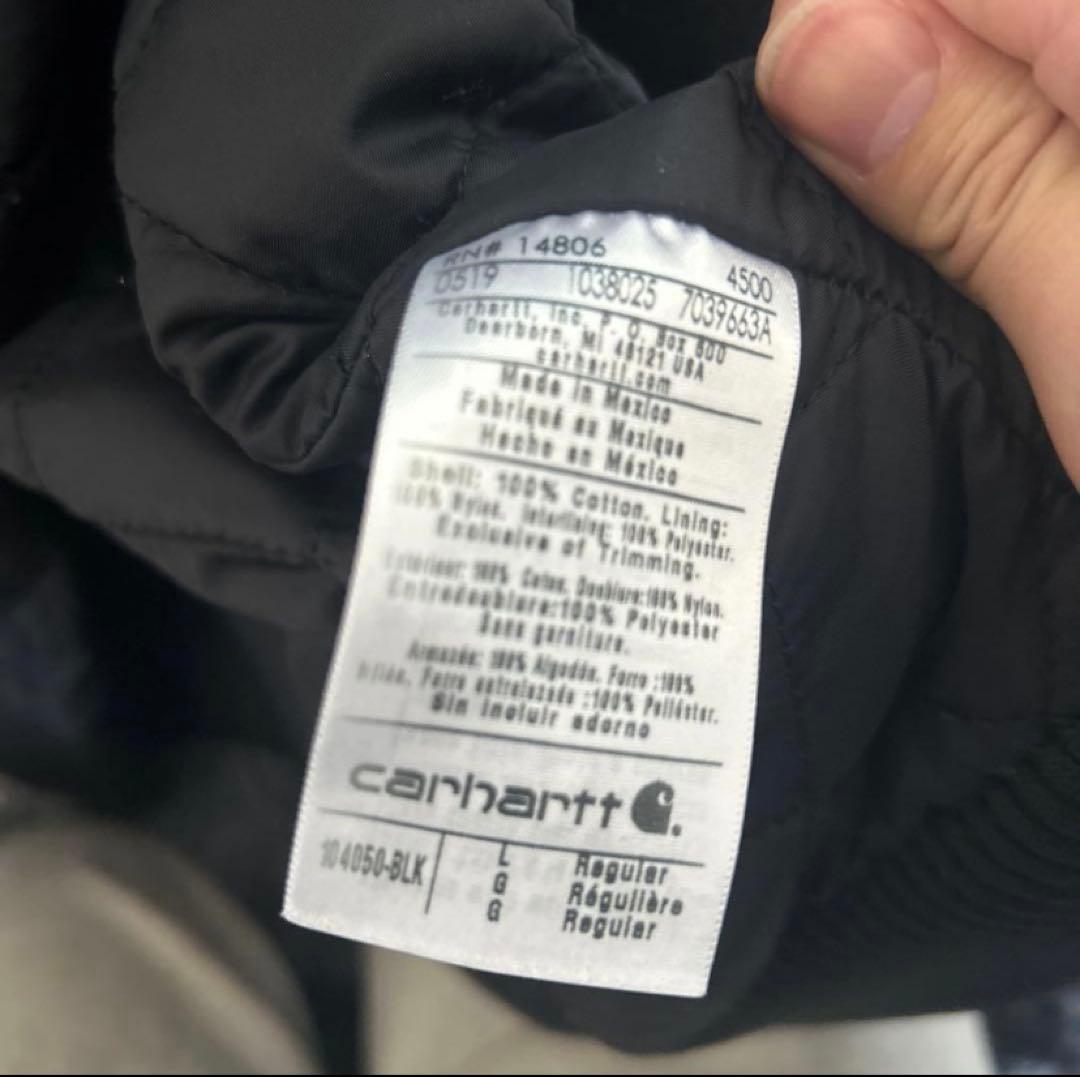 RN# 14806 4500
0519 1038025 7039663A
Carhartt, Inc. P.O. Box 600
Dearborn, MI 48121 USA
carhartt.com
Made in Mexico
Fabriqué au Mexique
Hecho en México
Shell: 100% Cotton. Lining:
100% Nylon. Interlining: 100% Polyester.
Exclusive of Trimming.
Extérieur: 100% Coton. Doublure:100% Nylon.
Entredoublure:100% Polyester
Sans garniture.
100% Algodón. Forro :100%
Forro entrelazado :100% Poliéster.
Sin incluir adorno
carhartt
104050-BLK L Regular
G Régulière
G Regular